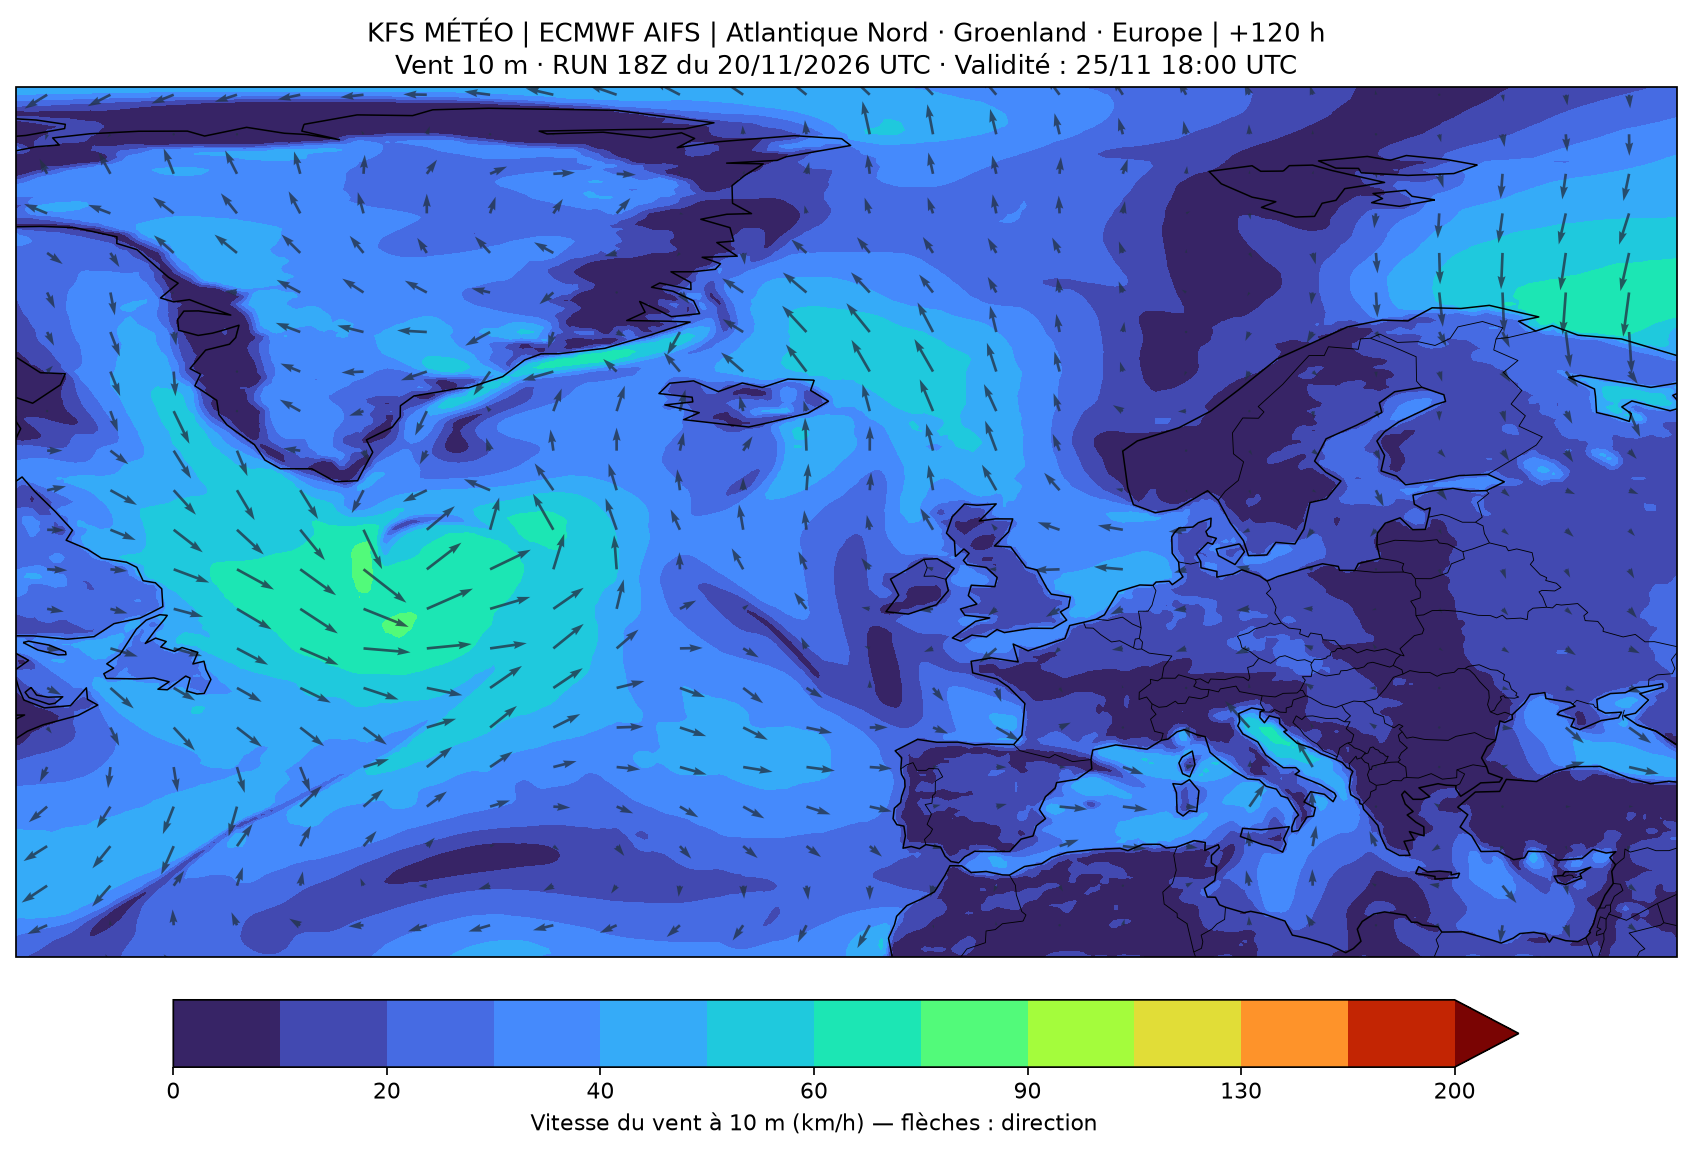 KFS MÉTÉO | ECMWF AIFS | Atlantique Nord · Groenland · Europe | +120 h
Vent 10 m · RUN 18Z du 20/11/2026 UTC · Validité : 25/11 18:00 UTC
0 20 40 60 90 130 200
Vitesse du vent à 10 m (km/h) — flèches : direction